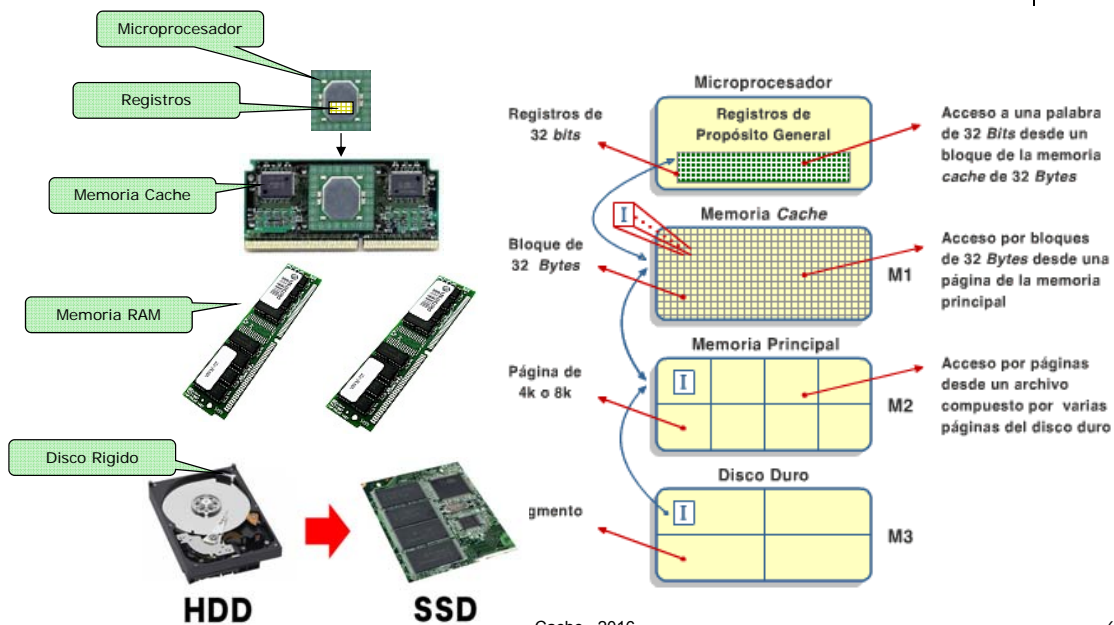 Microprocesador
Registros
Memoria Cache
Memoria RAM
Disco Rigido
HDD
SSD
Microprocesador
Registros de
32 bits
Registros de
Propósito General
Acceso a una palabra
de 32 Bits desde un
bloque de la memoria
cache de 32 Bytes
Memoria Cache
I
Bloque de
32 Bytes
M1
Acceso por bloques
de 32 Bytes desde una
página de la memoria
principal
Memoria Principal
Página de
4k o 8k
I
M2
Acceso por páginas
desde un archivo
compuesto por varias
páginas del disco duro
Disco Duro
gmento
I
M3